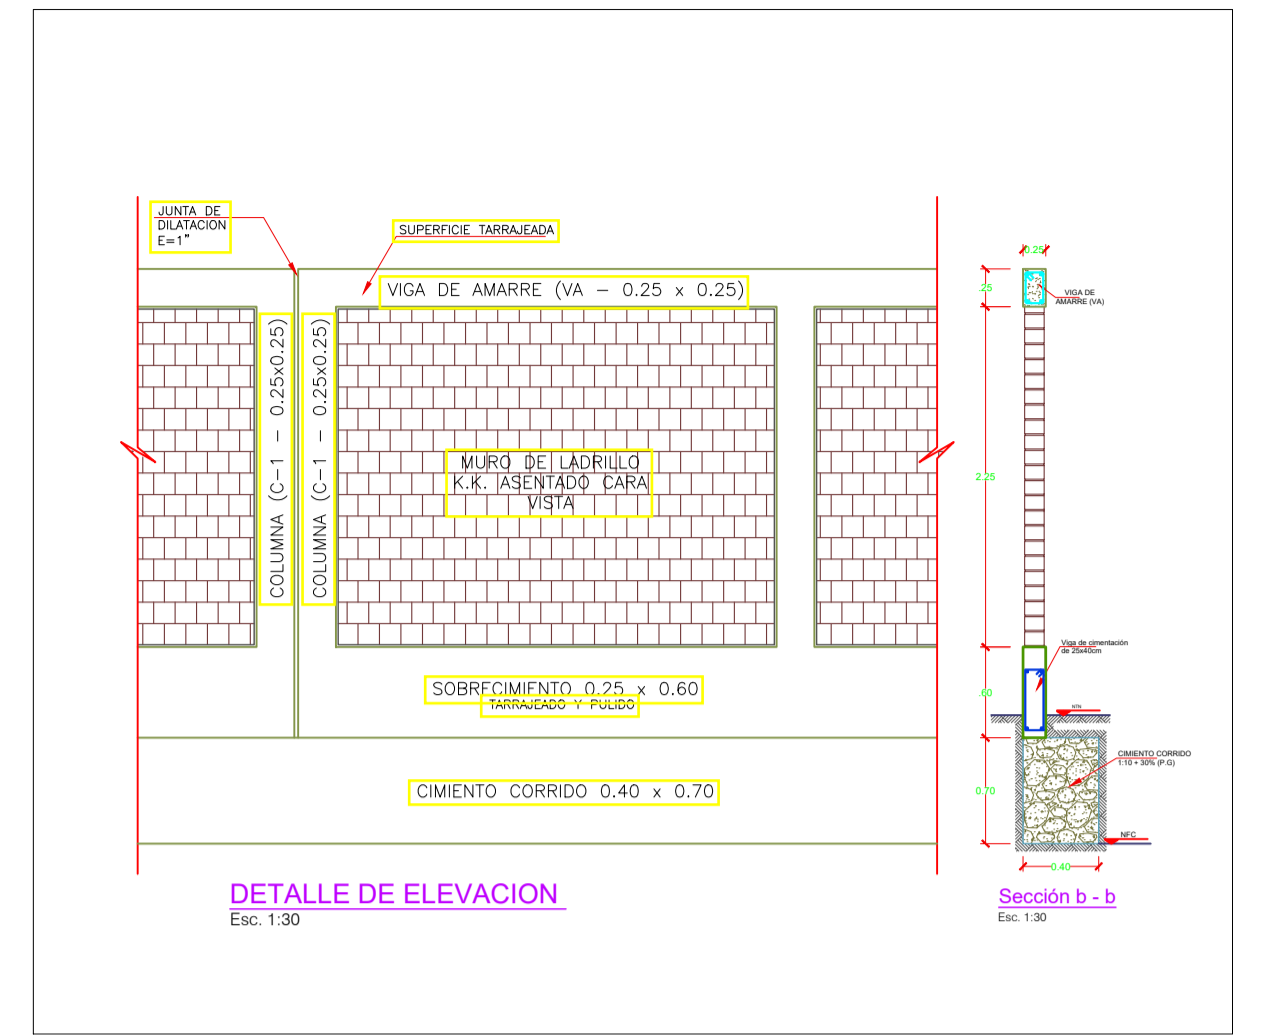 JUNTA DE
DILATACION
E=1"
SUPERFICIE TARRAJEADA
VIGA DE AMARRE (VA - 0.25 x 0.25)
COLUMNA (C-1 - 0.25x0.25)
COLUMNA (C-1 - 0.25x0.25)
MURO DE LADRILLO
K.K. ASENTADO CARA
VISTA
SOBRECIMIENTO 0.25 x 0.60
TARRAJEADO Y PULIDO
CIMIENTO CORRIDO 0.40 x 0.70
DETALLE DE ELEVACION
Esc. 1:30
0.25
.25
VIGA DE
AMARRE (VA)
2.25
Viga de cimentación
de 25x40cm
.60
NTN
CIMIENTO CORRIDO
1:10 + 30% (P.G)
0.70
NFC
0.40
Sección b - b
Esc. 1:30